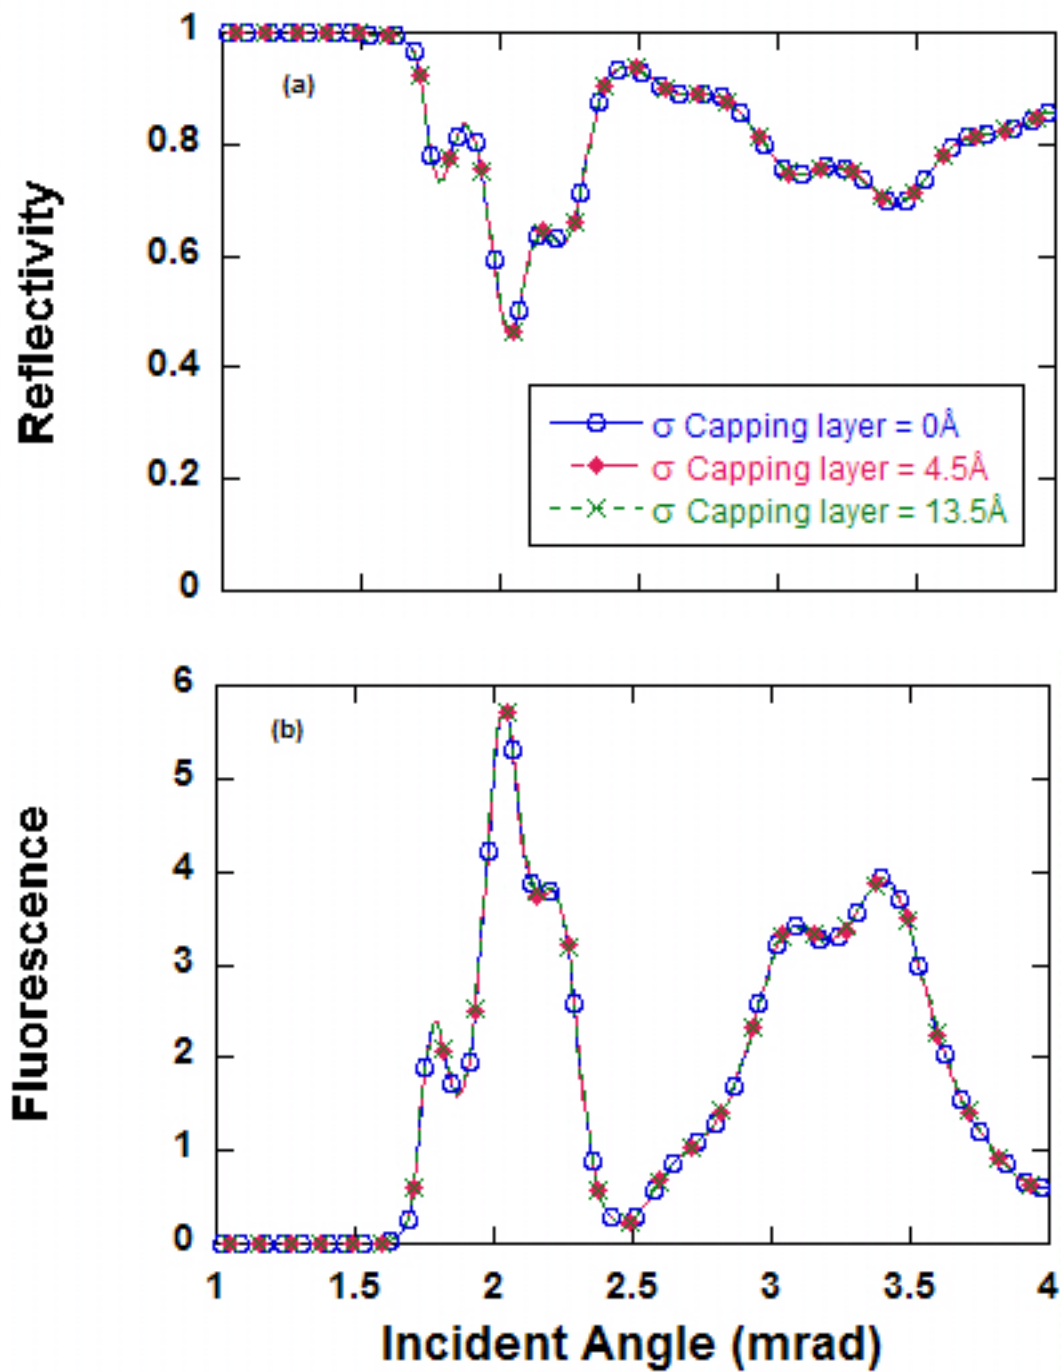 1
(a)
0.8
0.6
0.4
0.2
0
Reflectivity
σ Capping layer = 0Å
σ Capping layer = 4.5Å
σ Capping layer = 13.5Å
6
(b)
5
4
3
2
1
0
Fluorescence
1 1.5 2 2.5 3 3.5 4
Incident Angle (mrad)